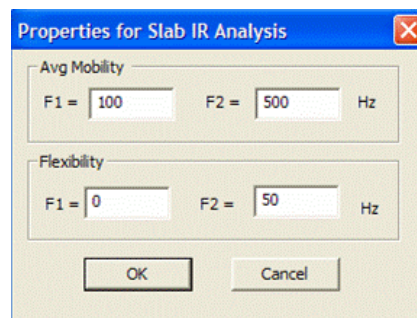 Properties for Slab IR Analysis
Avg Mobility
F1 = 100 F2 = 500 Hz
Flexibility
F1 = 0 F2 = 50 Hz
OK Cancel